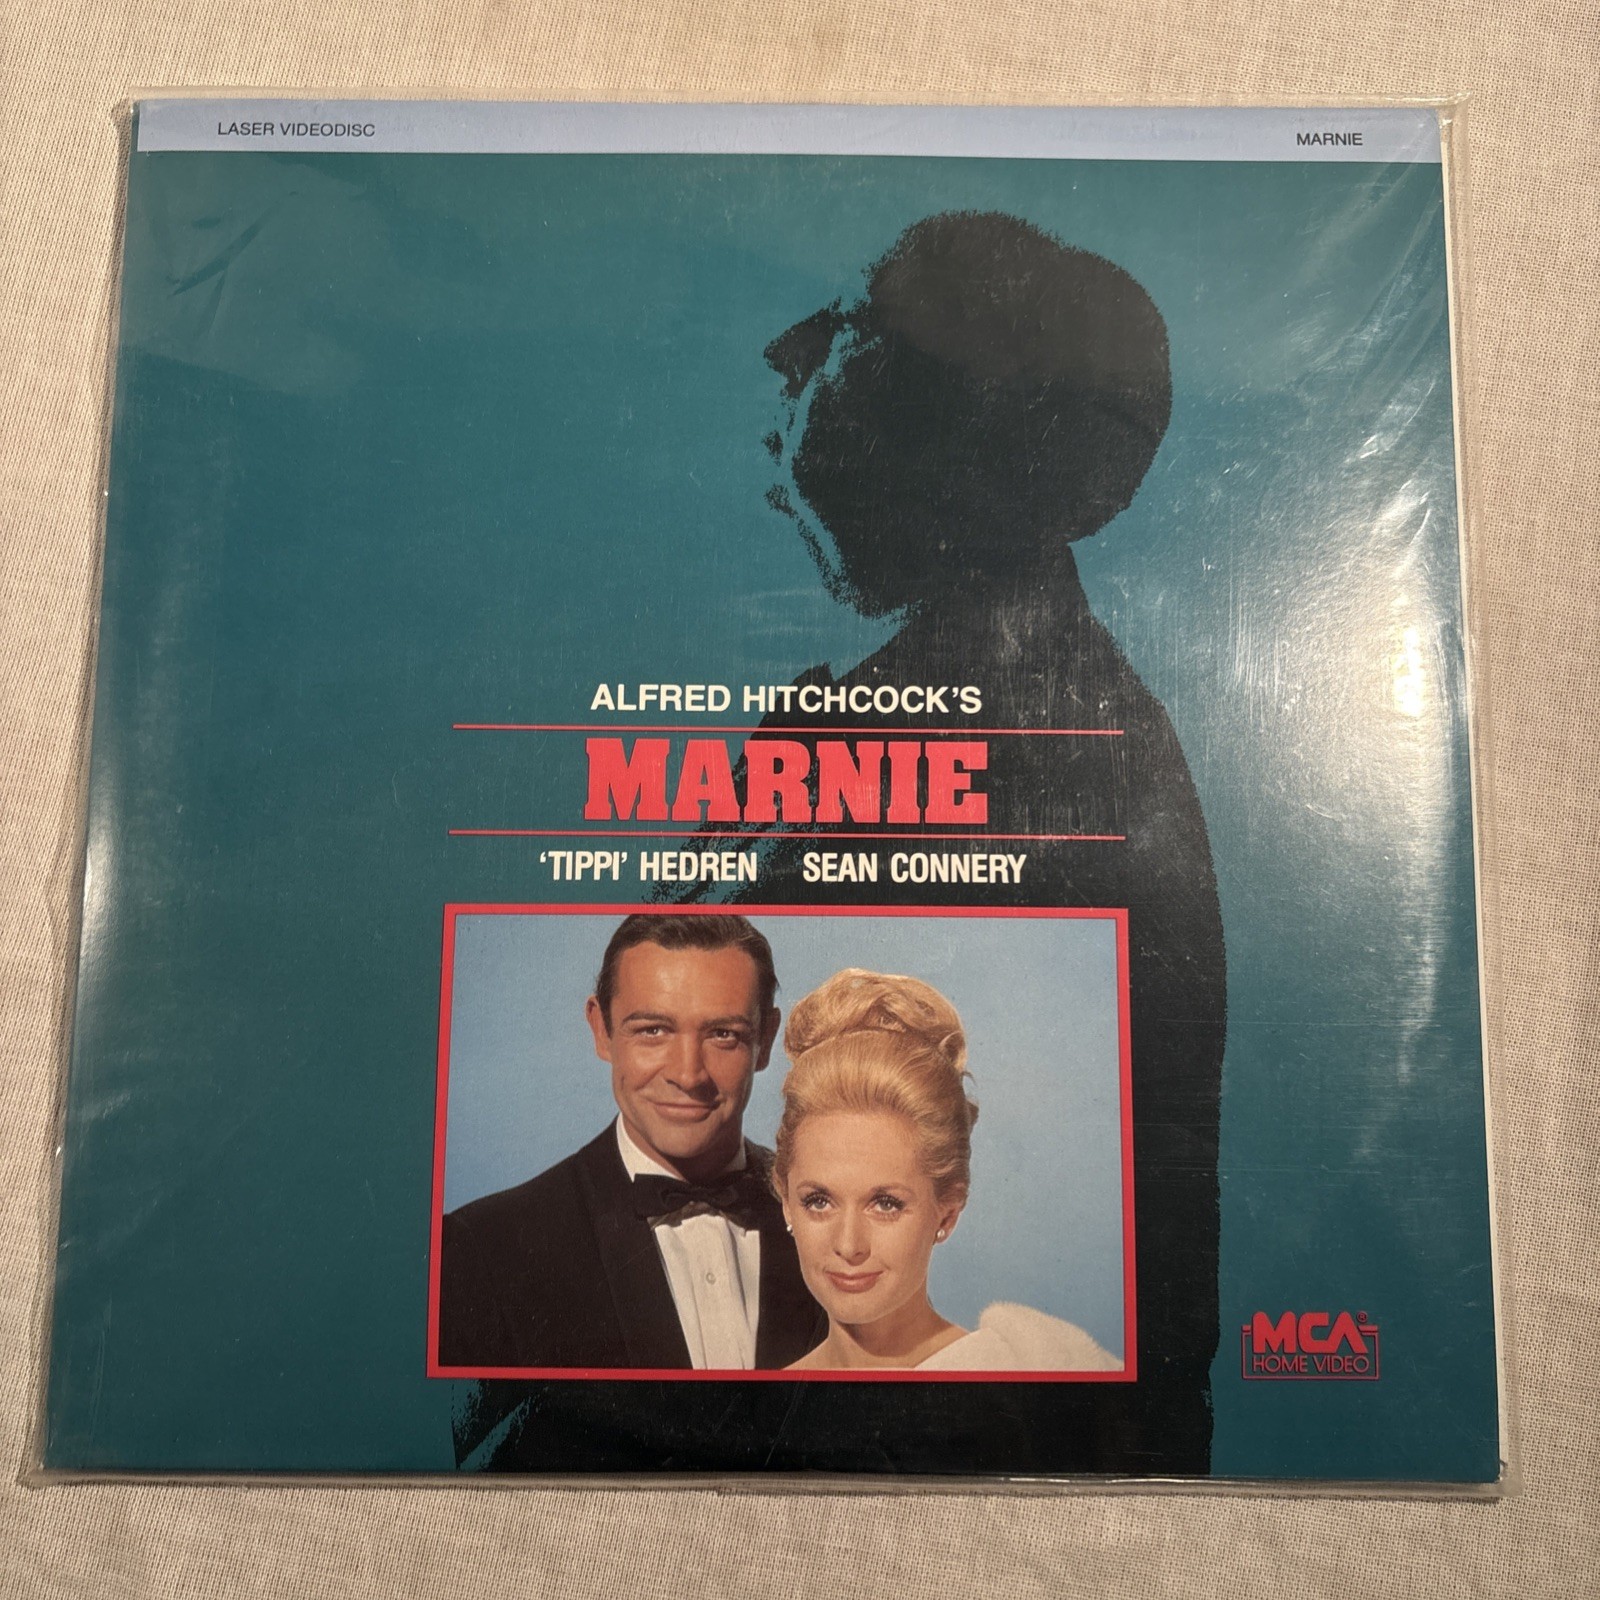 LASER VIDEODISC
MARNIE
ALFRED HITCHCOCK'S
MARNIE
'TIPPI' HEDREN SEAN CONNERY
MCA®
HOME VIDEO